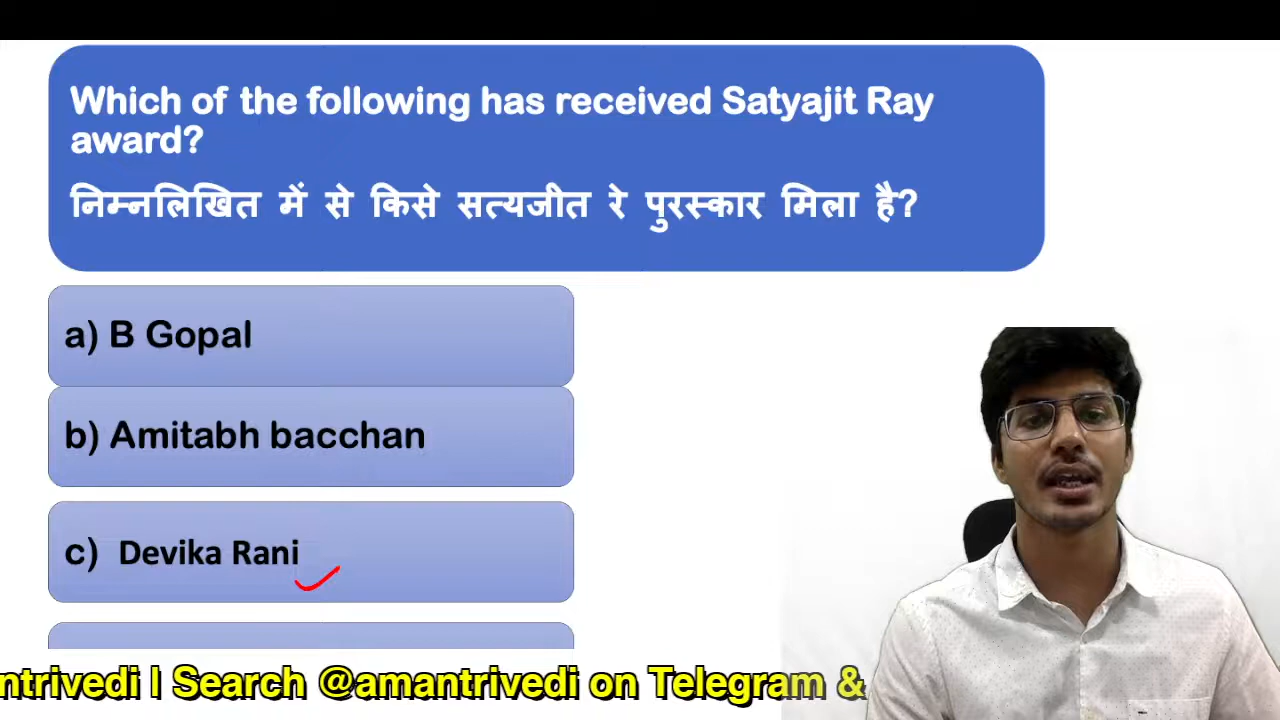 Which of the following has received Satyajit Ray
award?
निम्नलिखित में से किसे सत्यजीत रे पुरस्कार मिला है?
a) B Gopal
b) Amitabh bacchan
c) Devika Rani
ntrivedi l Search @amantrivedi on Telegram &